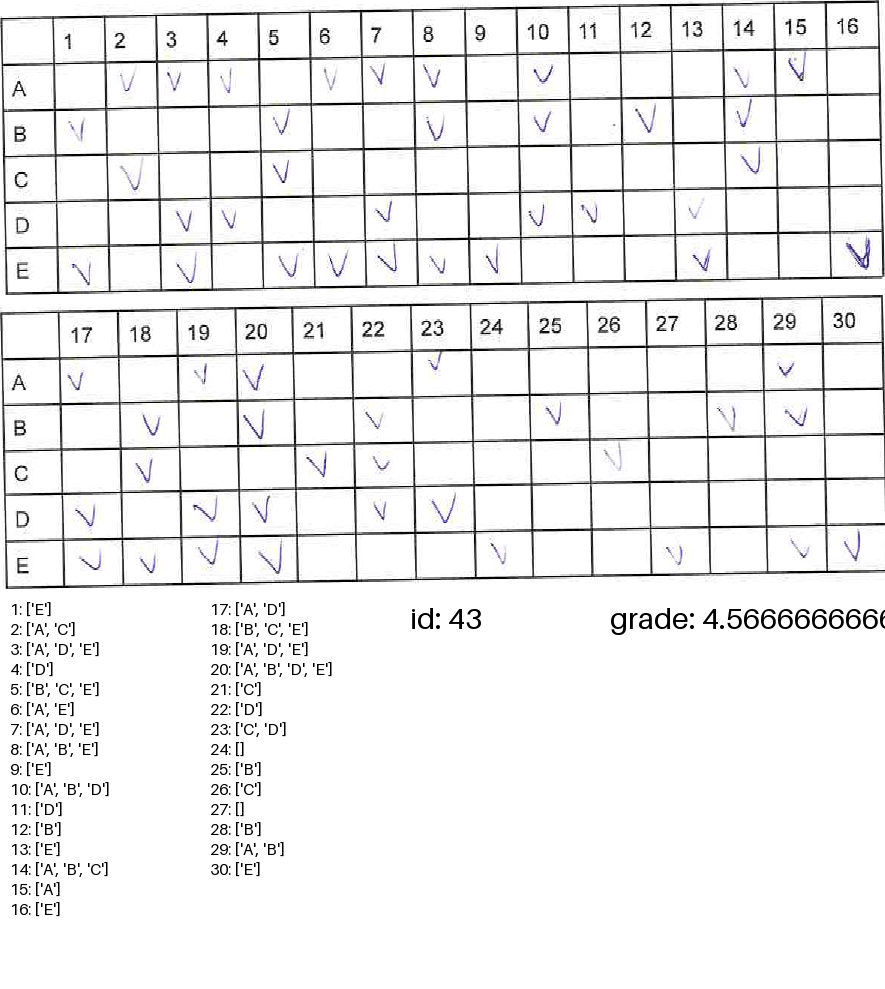 1 2 3 4 5 6 7 8 9 10 11 12 13 14 15 16
A V V V V V V V V V
B V V V V V V
C V V V
D V V V V V V
E V V V V V V V V V
17 18 19 20 21 22 23 24 25 26 27 28 29 30
A V V V V V
B V V V V V V
C V V V V
D V V V V V
E V V V V V V V V
1: ['E']
2: ['A', 'C']
3: ['A', 'D', 'E']
4: ['D']
5: ['B', 'C', 'E']
6: ['A', 'E']
7: ['A', 'D', 'E']
8: ['A', 'B', 'E']
9: ['E']
10: ['A', 'B', 'D']
11: ['D']
12: ['B']
13: ['E']
14: ['A', 'B', 'C']
15: ['A']
16: ['E']
17: ['A', 'D']
18: ['B', 'C', 'E']
19: ['A', 'D', 'E']
20: ['A', 'B', 'D', 'E']
21: ['C']
22: ['D']
23: ['C', 'D']
24: []
25: ['B']
26: ['C']
27: []
28: ['B']
29: ['A', 'B']
30: ['E']
id: 43
grade: 4.5666666666